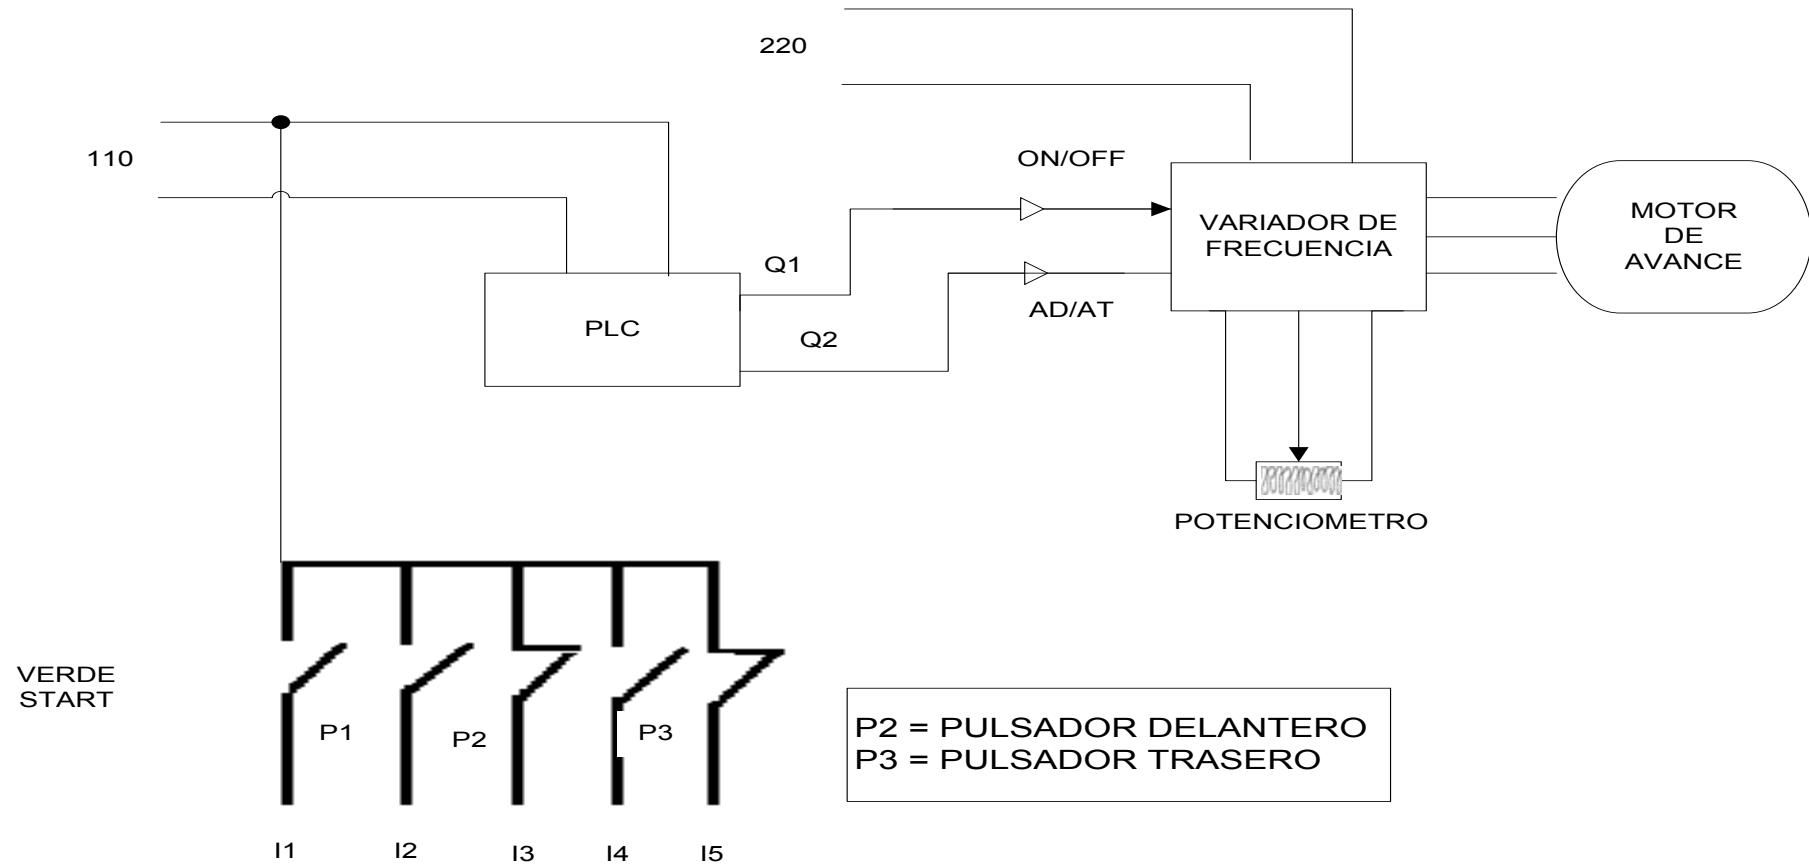 220
110
ON/OFF
VARIADOR DE
FRECUENCIA
MOTOR
DE
AVANCE
Q1
AD/AT
PLC
Q2
POTENCIOMETRO
VERDE
START
P1
P2
P3
P2 = PULSADOR DELANTERO
P3 = PULSADOR TRASERO
I1
I2
I3
I4
I5